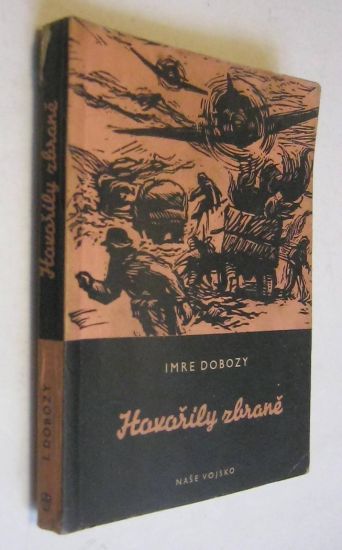 Hovořily zbraně
I. DOBOZY
IMRE DOBOZY
Hovořily zbraně
NAŠE VOJSKO